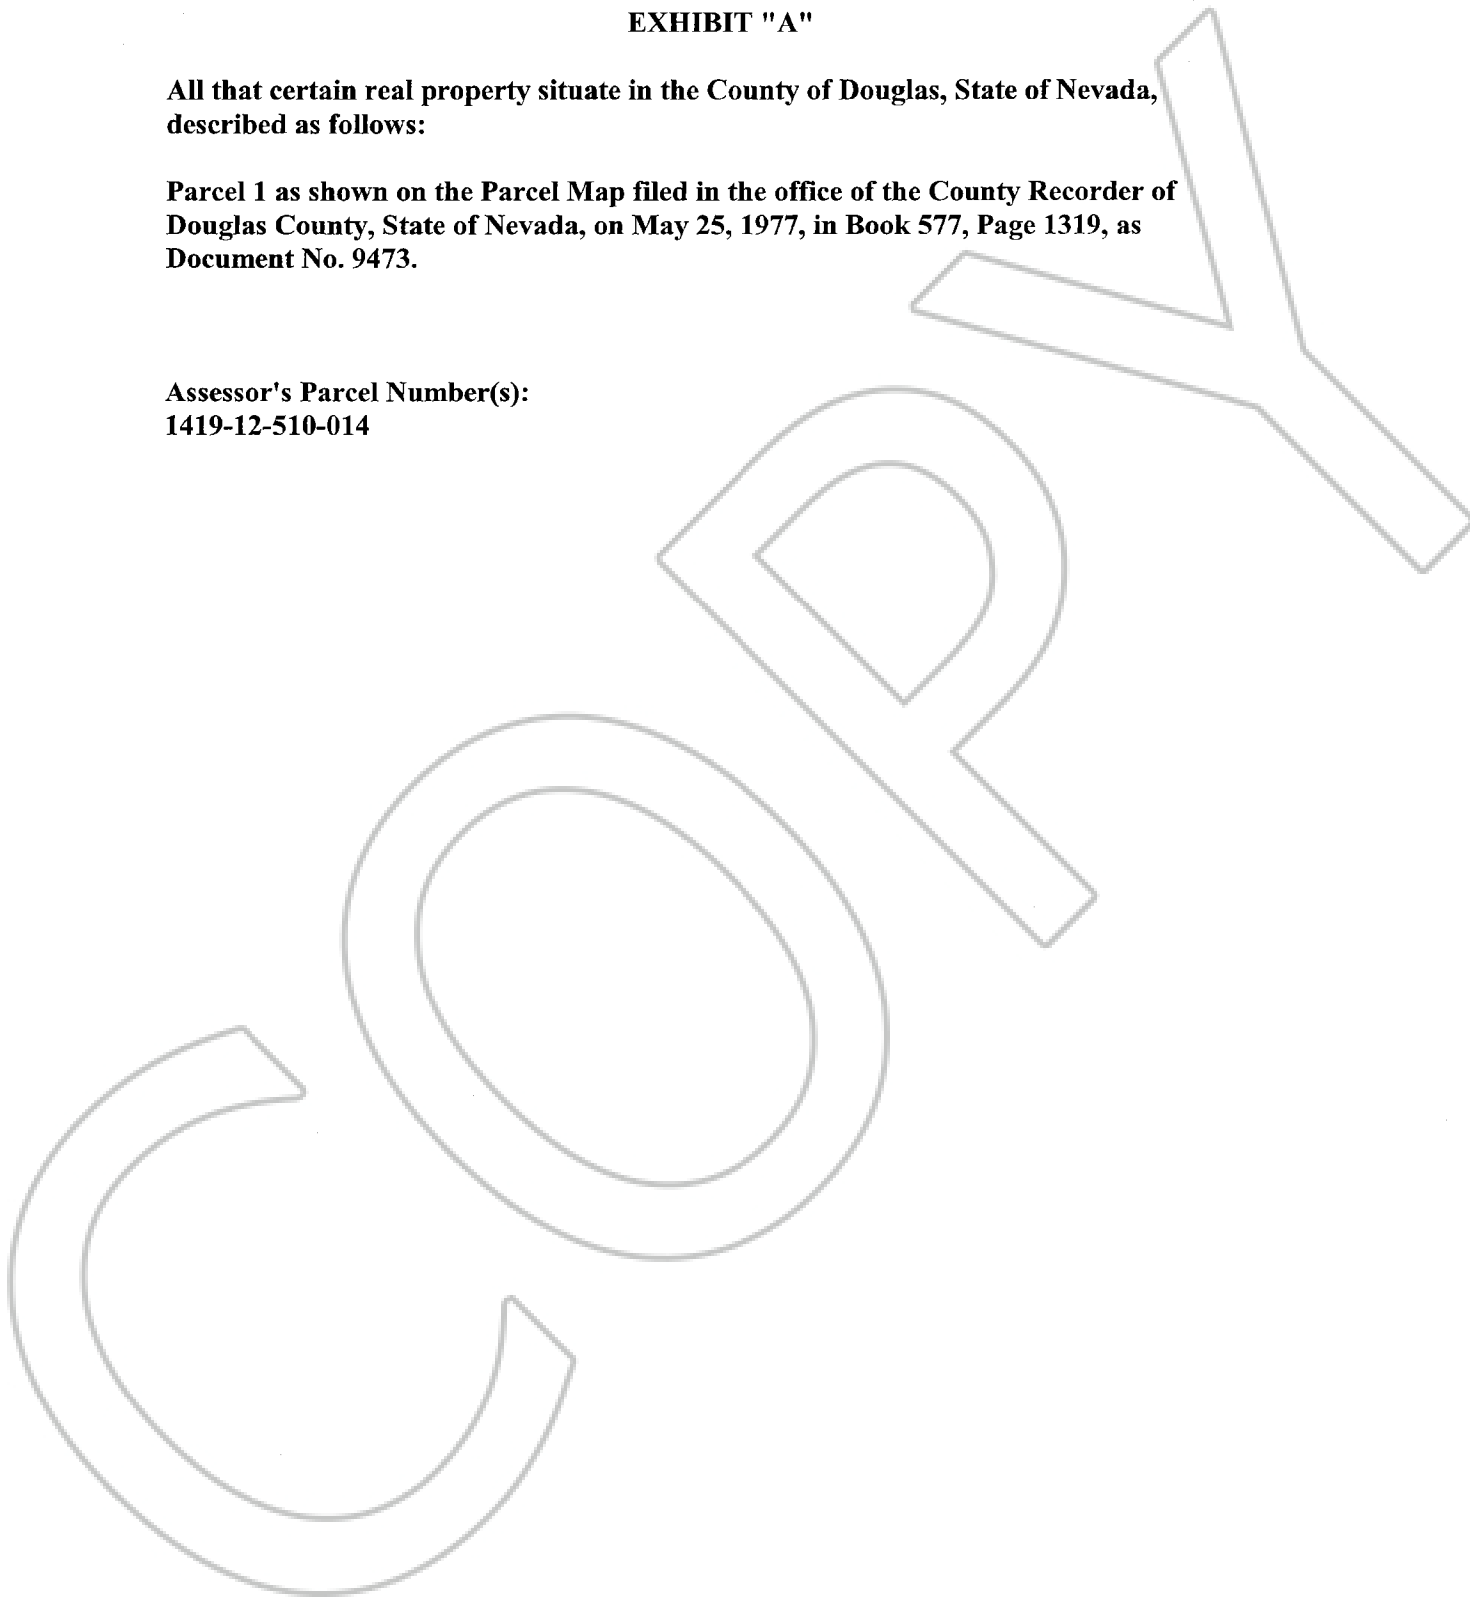 EXHIBIT "A"
All that certain real property situate in the County of Douglas, State of Nevada,
described as follows:
Parcel 1 as shown on the Parcel Map filed in the office of the County Recorder of
Douglas County, State of Nevada, on May 25, 1977, in Book 577, Page 1319, as
Document No. 9473.
Assessor's Parcel Number(s):
1419-12-510-014
COPY